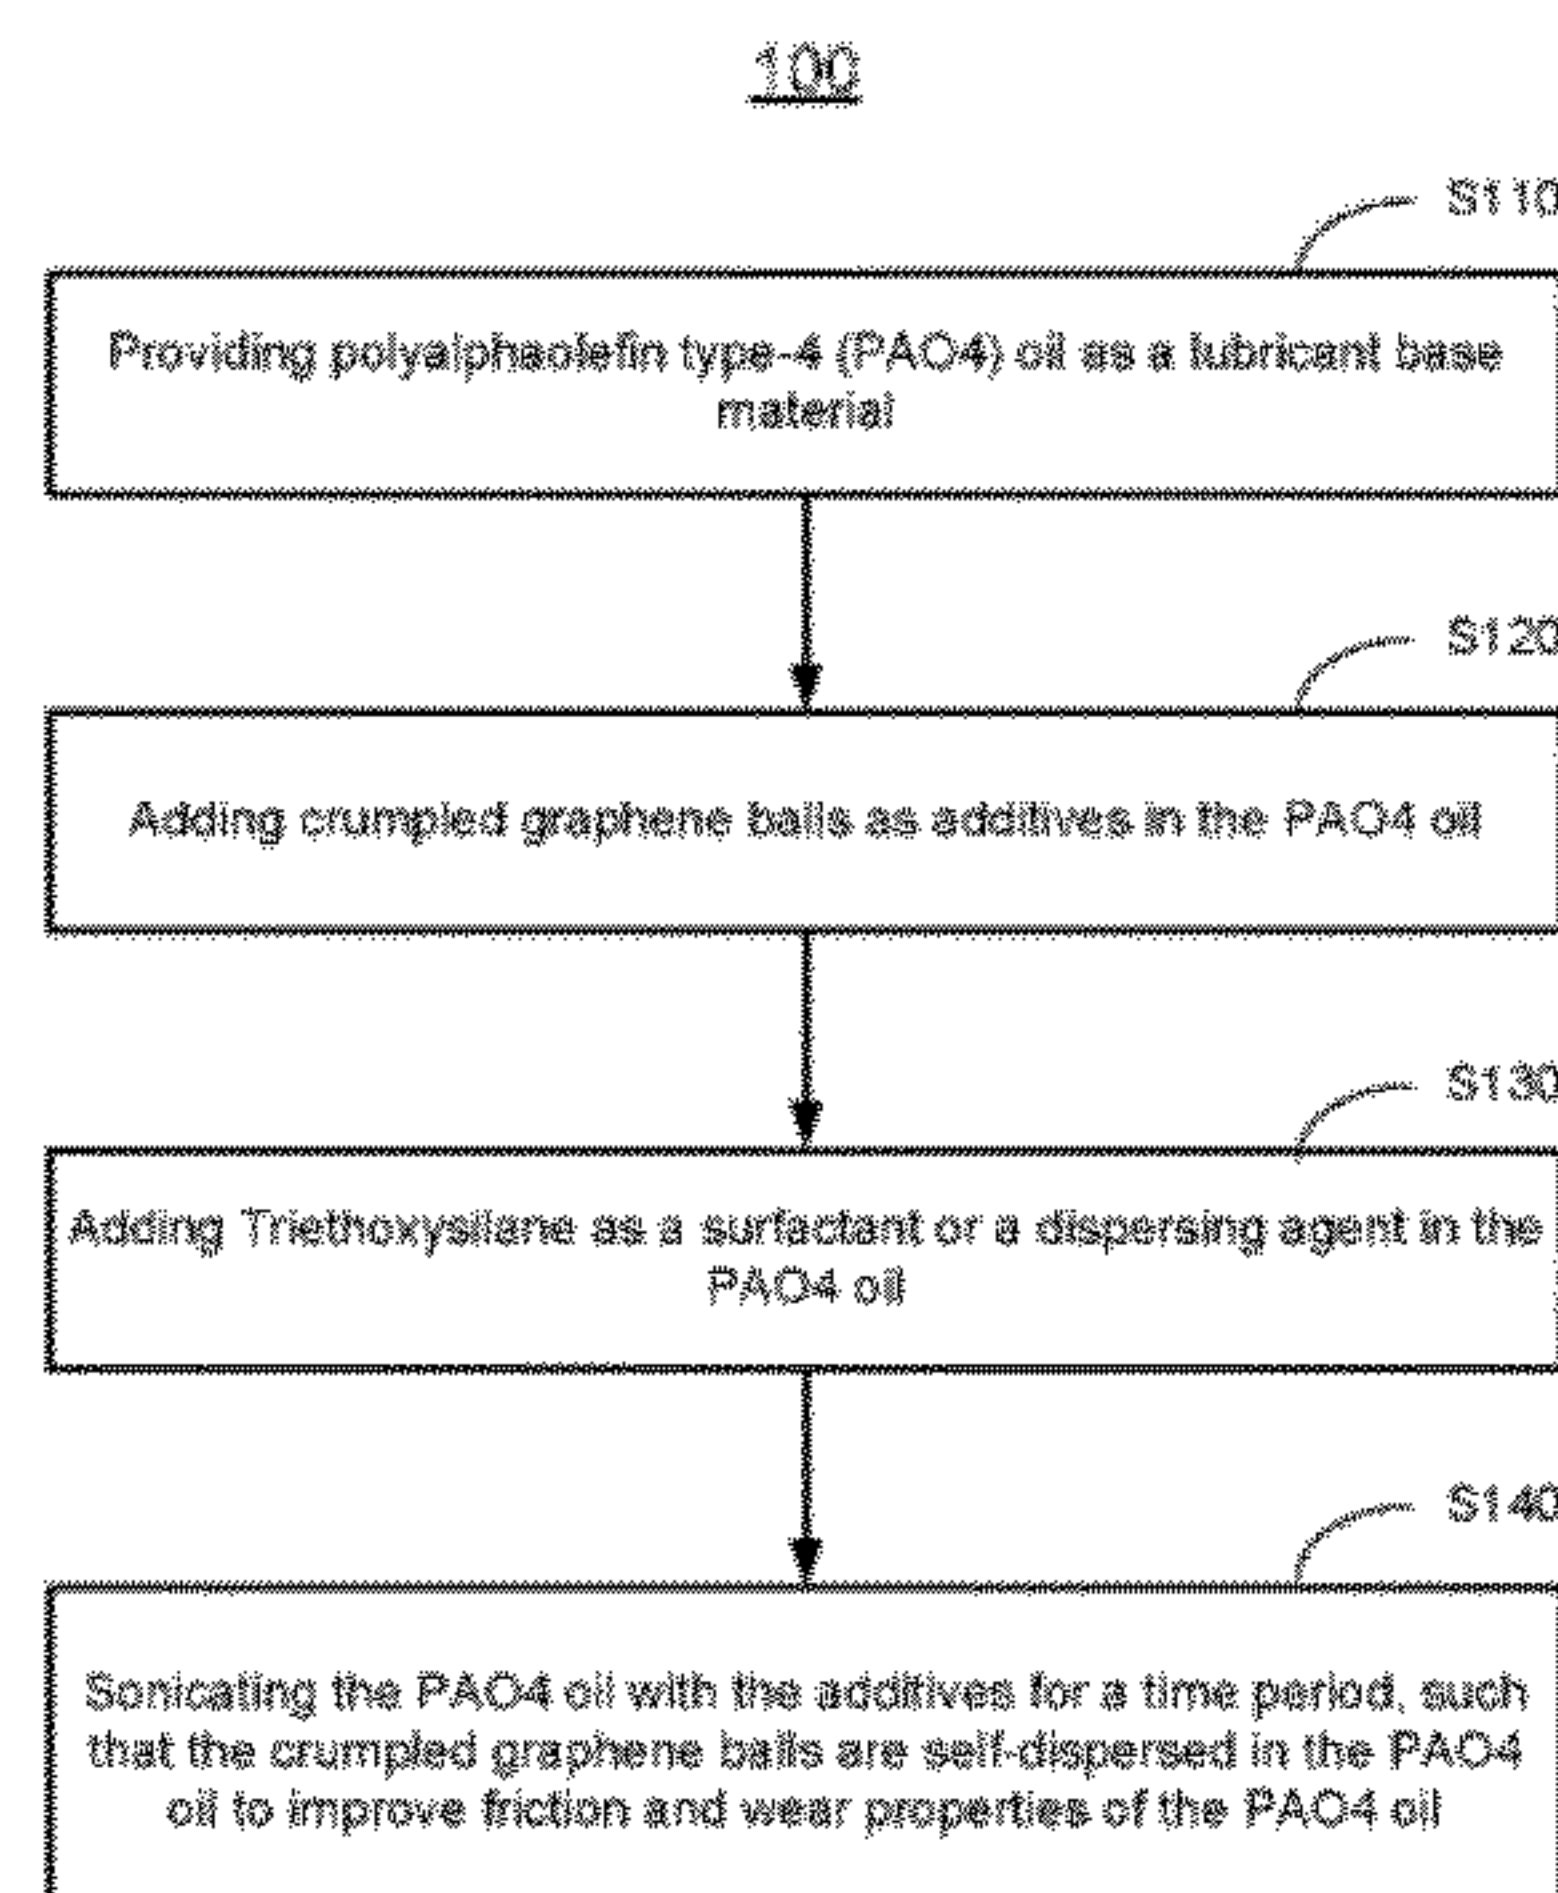 100
S110
Providing polyalphaolefin type-4 (PAO4) oil as a lubricant base
material
S120
Adding crumpled graphene balls as additives in the PAO4 oil
S130
Adding Triethoxysilane as a surfactant or a dispersing agent in the
PAO4 oil
S140
Sonicating the PAO4 oil with the additives for a time period, such
that the crumpled graphene balls are self-dispersed in the PAO4
oil to improve friction and wear properties of the PAO4 oil